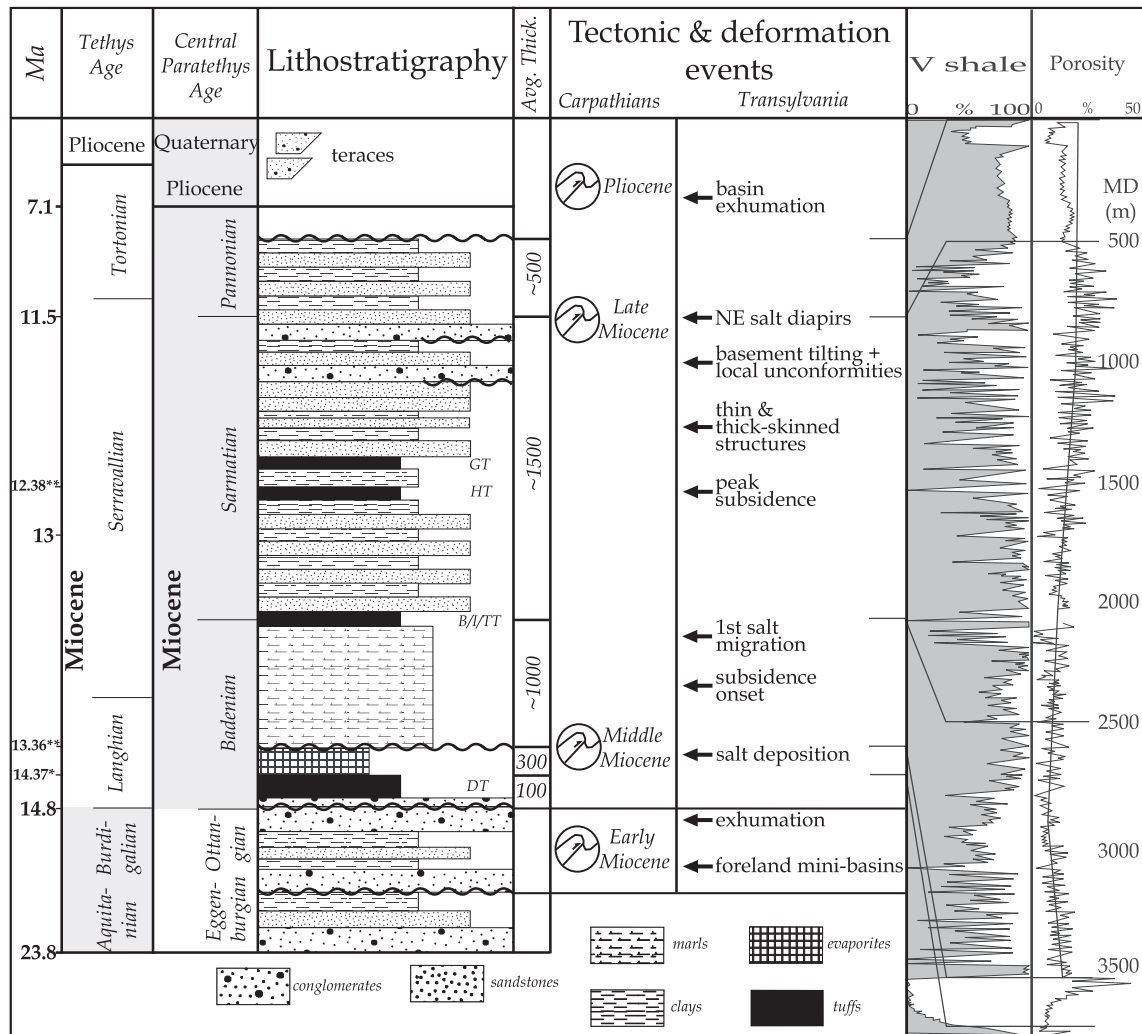 Ma
Tethys
Age
Central
Paratethys
Age
Lithostratigraphy
Avg. Thick.
Tectonic & deformation
events
Carpathians
Transylvania
V shale
0 % 100
Porosity
0 % 50
MD
(m)
Pliocene
Quaternary
Pliocene
teraces
7.1
11.5
12.38**
13
13.36**
14.37*
14.8
23.8
Tortonian
Serravallian
Miocene
Langhian
Burdi-
galian
Aquita-
nian
Miocene
Pannonian
Sarmatian
Badenian
Ottan-
gian
Eggen-
burgian
GT
HT
B/I/TT
DT
~500
~1500
~1000
300
100
Pliocene
Late
Miocene
Middle
Miocene
Early
Miocene
basin
exhumation
NE salt diapirs
basement tilting +
local unconformities
thin &
thick-skinned
structures
peak
subsidence
1st salt
migration
subsidence
onset
salt deposition
exhumation
foreland mini-basins
500
1000
1500
2000
2500
3000
3500
marls
evaporites
conglomerates
sandstones
clays
tuffs